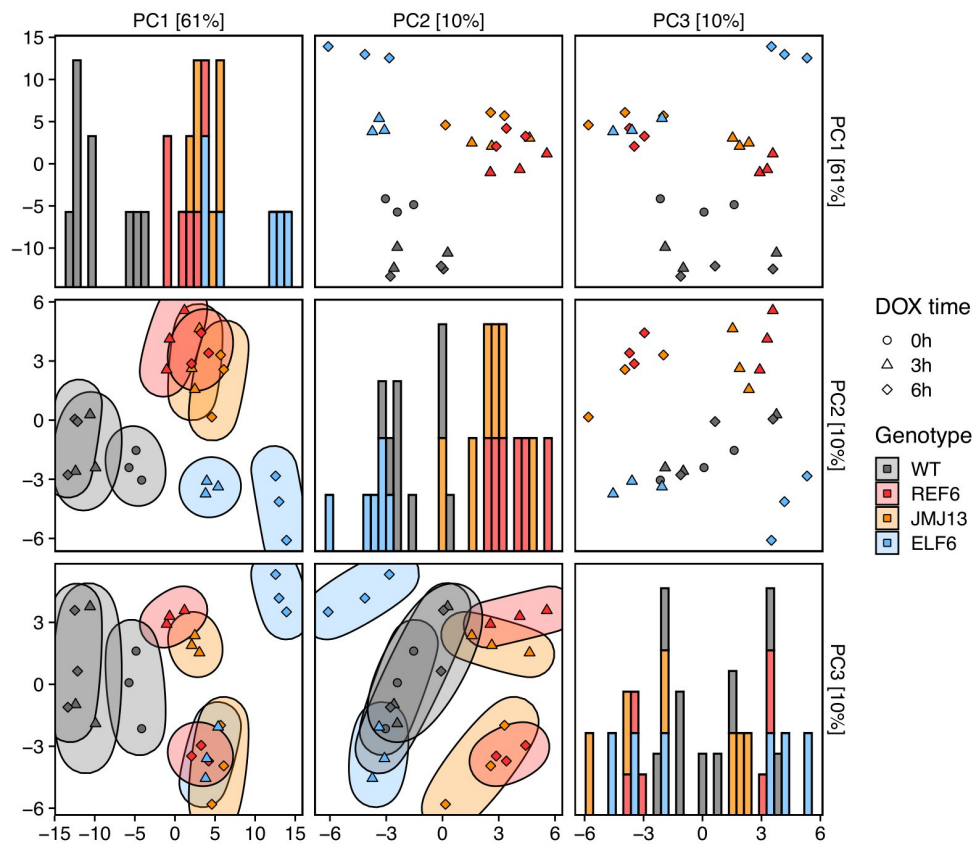 PC1 [61%] PC2 [10%] PC3 [10%]
15
10
5
0
−5
−10
PC1 [61%]
6
3
0
−3
−6
PC2 [10%]
3
0
−3
−6
PC3 [10%]
−15 −10 −5 0 5 10 15 −6 −3 0 3 6 −6 −3 0 3 6
DOX time
0h
3h
6h
Genotype
WT
REF6
JMJ13
ELF6